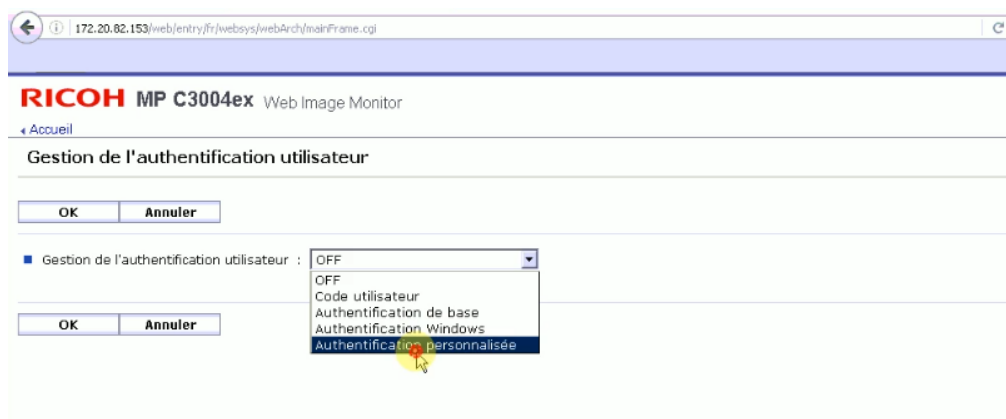 172.20.82.153/web/entry/fr/websys/webArch/mainFrame.cgi
RICOH MP C3004ex Web Image Monitor
Accueil
Gestion de l'authentification utilisateur
OK Annuler
Gestion de l'authentification utilisateur : OFF
OFF
Code utilisateur
Authentification de base
Authentification Windows
Authentification personnalisée
OK Annuler